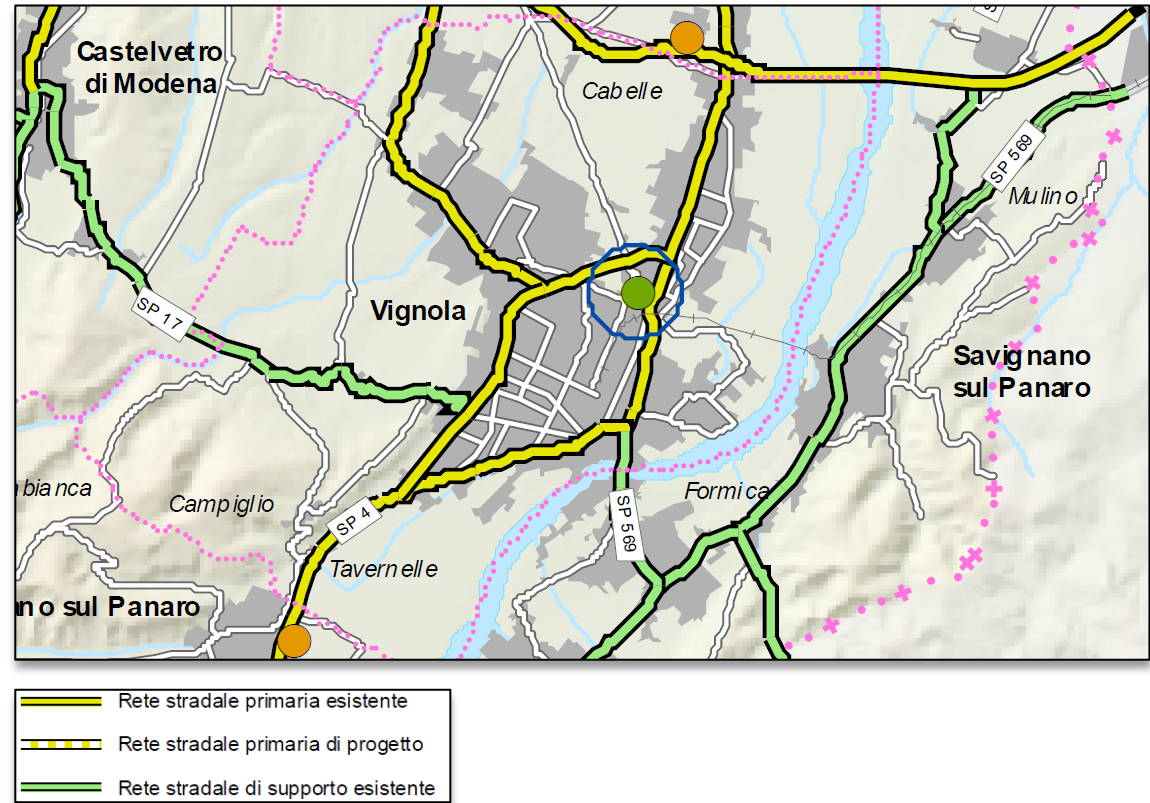 Castelvetro
di Modena
Cabelle
SP 569
Mulino
Vignola
SP 17
Savignano
sul Panaro
bianca
Campiglio
SP 4
Formica
SP 569
Tavernelle
no sul Panaro
Rete stradale primaria esistente
Rete stradale primaria di progetto
Rete stradale di supporto esistente